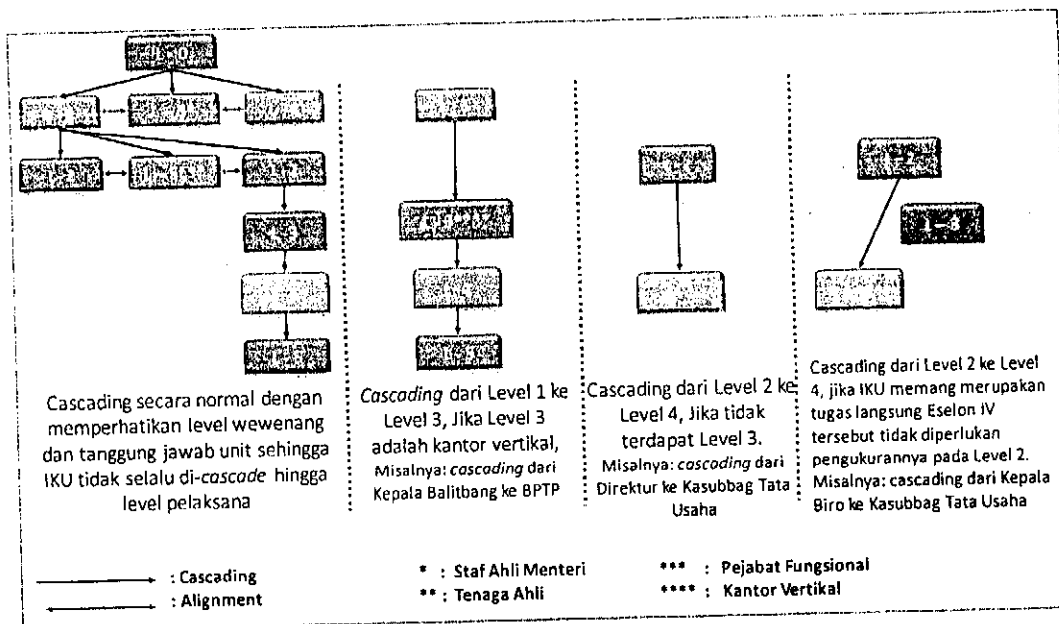 1-3
Cascading secara normal dengan
memperhatikan level wewenang
dan tanggung jawab unit sehingga
IKU tidak selalu di-cascade hingga
level pelaksana
Cascading dari Level 1 ke
Level 3, Jika Level 3
adalah kantor vertikal,
Misalnya: cascading dari
Kepala Balitbang ke BPTP
Cascading dari Level 2 ke
Level 4, Jika tidak
terdapat Level 3.
Misalnya: cascading dari
Direktur ke Kasubbag Tata
Usaha
Cascading dari Level 2 ke Level
4, jika IKU memang merupakan
tugas langsung Eselon IV
tersebut tidak diperlukan
pengukurannya pada Level 2.
Misalnya: cascading dari Kepala
Biro ke Kasubbag Tata Usaha
: Cascading
: Alignment
* : Staf Ahli Menteri
** : Tenaga Ahli
*** : Pejabat Fungsional
**** : Kantor Vertikal